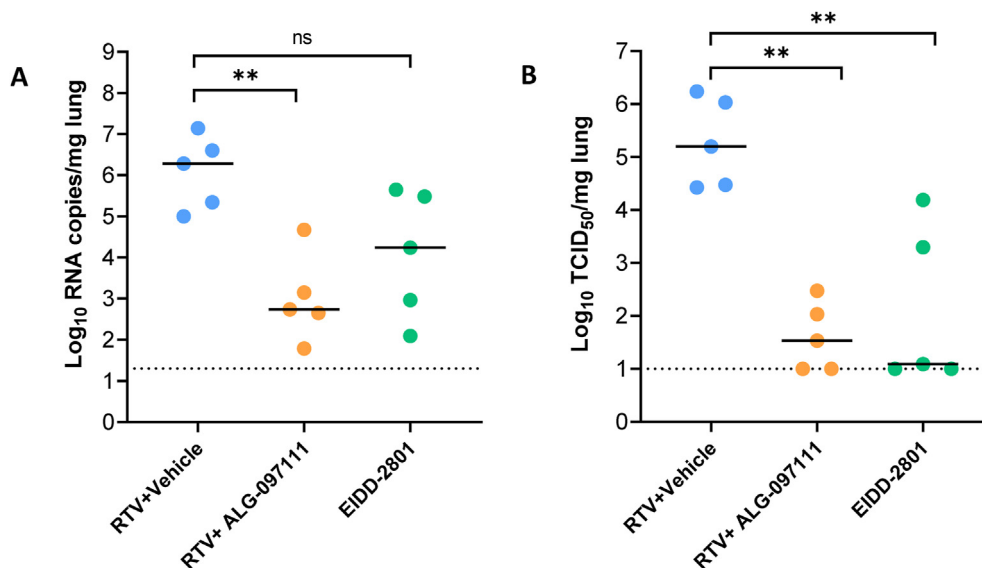 A
ns
**
9
8
7
6
5
4
3
2
1
0
Log₁₀ RNA copies/mg lung
RTV+Vehicle
RTV+ ALG-097111
EIDD-2801
B
**
**
7
6
5
4
3
2
1
0
Log₁₀ TCID₅₀/mg lung
RTV+Vehicle
RTV+ ALG-097111
EIDD-2801